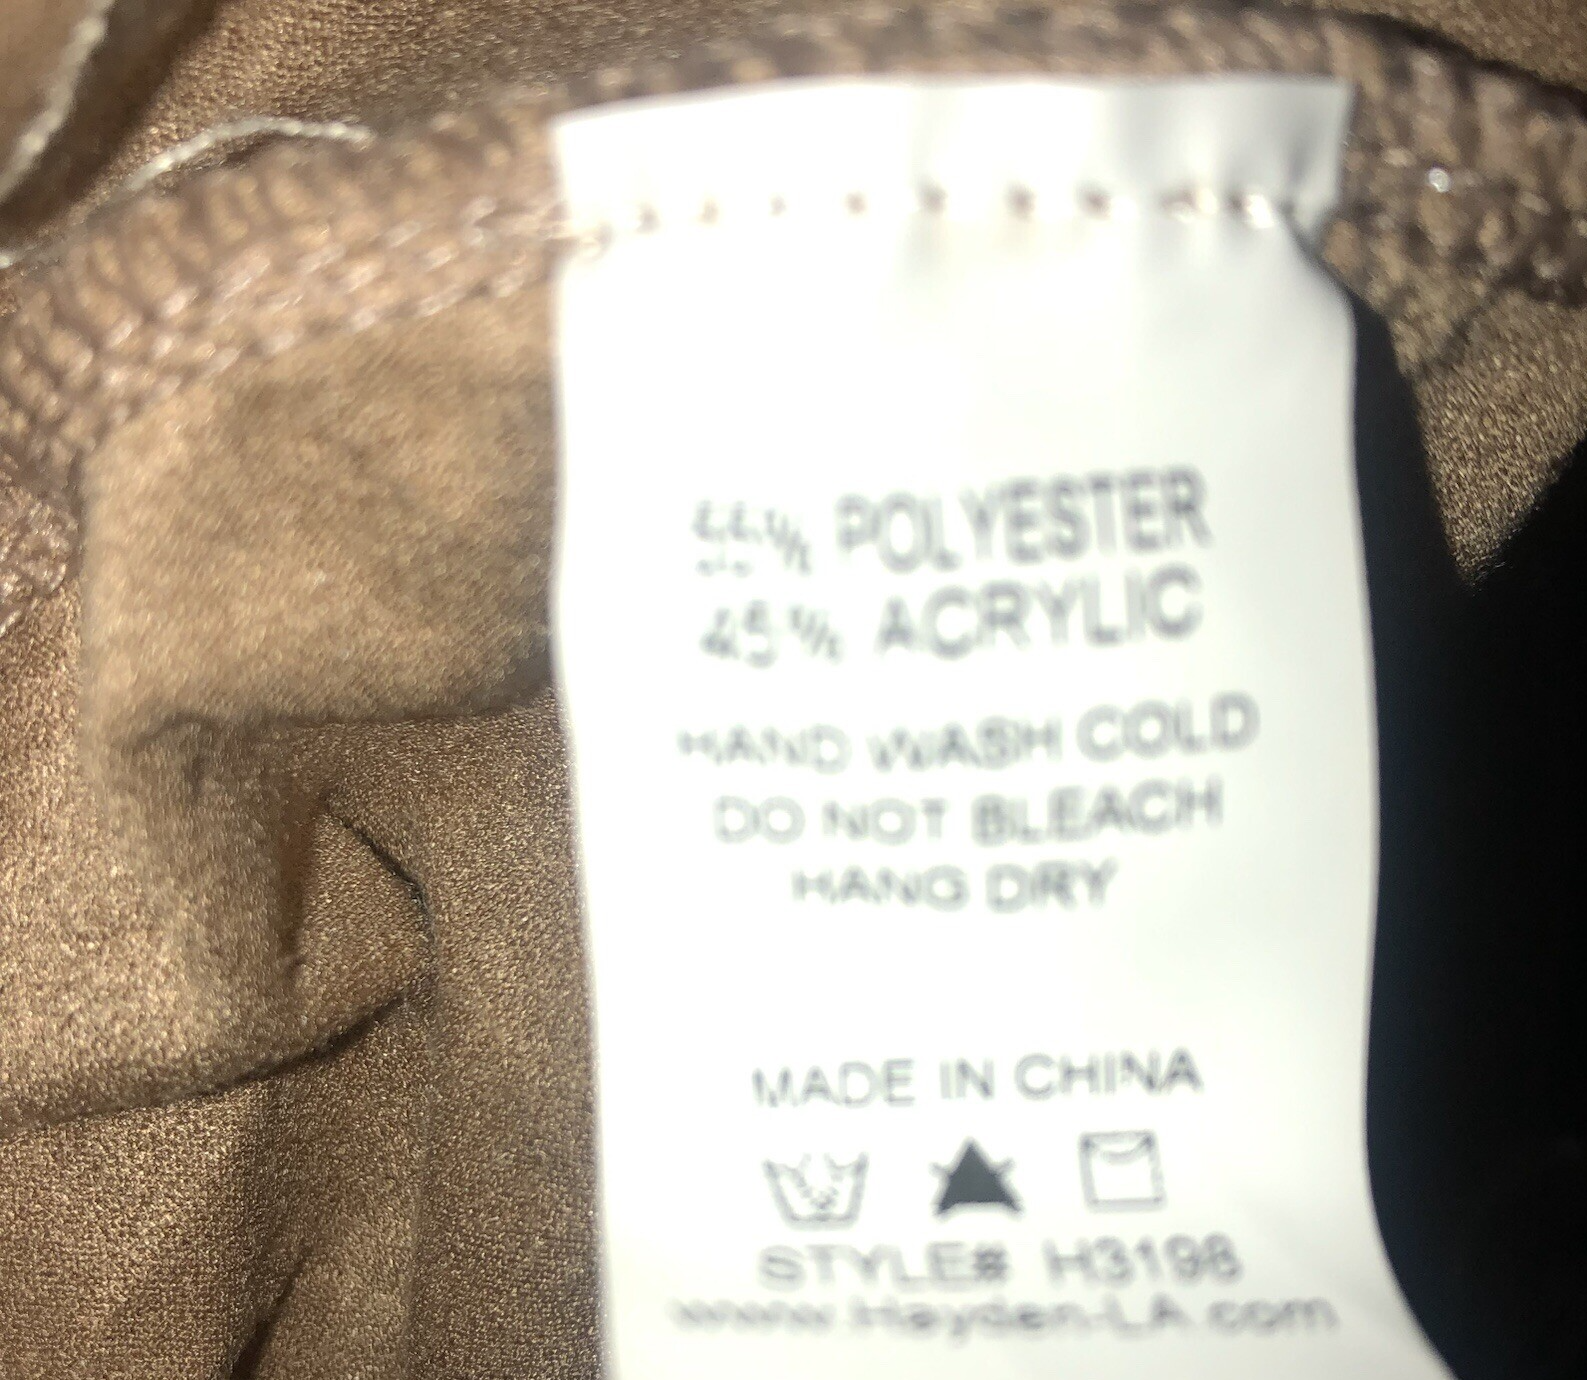 55% POLYESTER
45% ACRYLIC
HAND WASH COLD
DO NOT BLEACH
HANG DRY
MADE IN CHINA
STYLE# H3198
www.Hayden-LA.com